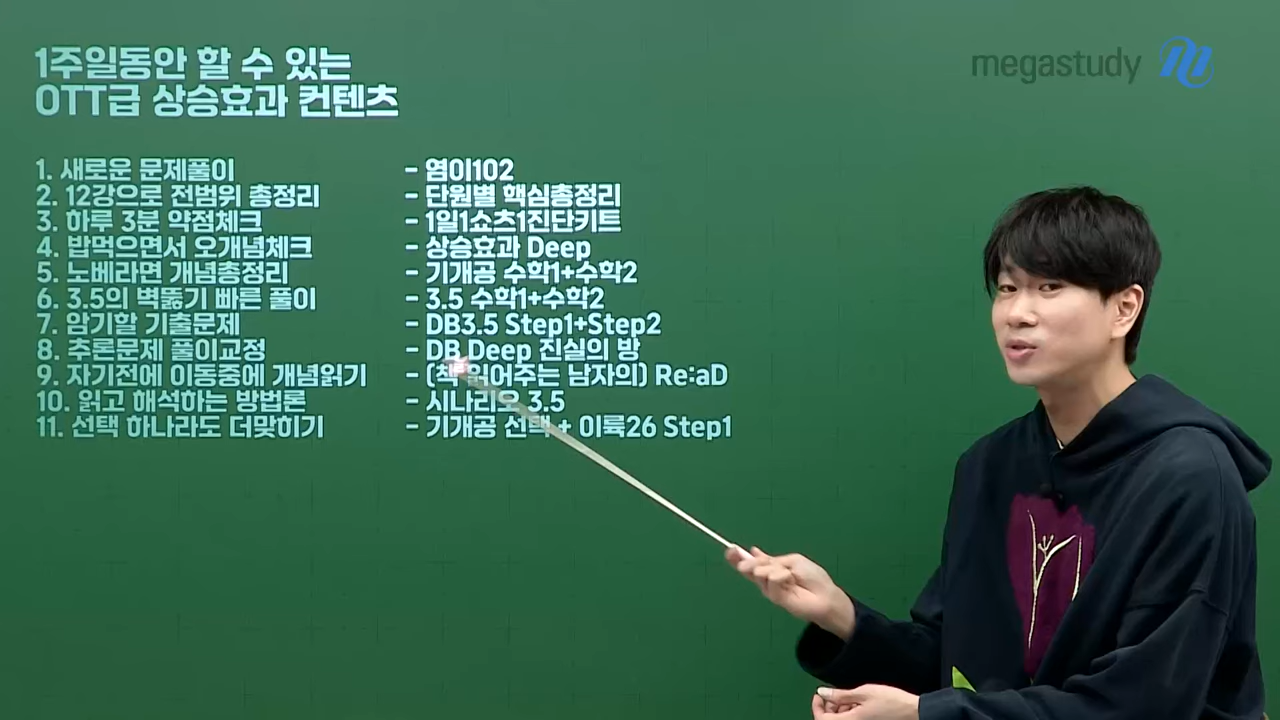 1주일동안 할 수 있는
OTT급 상승효과 컨텐츠
megastudy
1. 새로운 문제풀이 - 염이102
2. 12강으로 전범위 총정리 - 단원별 핵심총정리
3. 하루 3분 약점체크 - 1일1쇼츠1진단키트
4. 밥먹으면서 오개념체크 - 상승효과 Deep
5. 노베라면 개념총정리 - 기개공 수학1+수학2
6. 3.5의 벽뚫기 빠른 풀이 - 3.5 수학1+수학2
7. 암기할 기출문제 - DB3.5 Step1+Step2
8. 추론문제 풀이교정 - DB Deep 진실의 방
9. 자기전에 이동중에 개념읽기 - (책 읽어주는 남자의) Re:aD
10. 읽고 해석하는 방법론 - 시나리오 3.5
11. 선택 하나라도 더맞히기 - 기개공 선택 + 이륙26 Step1